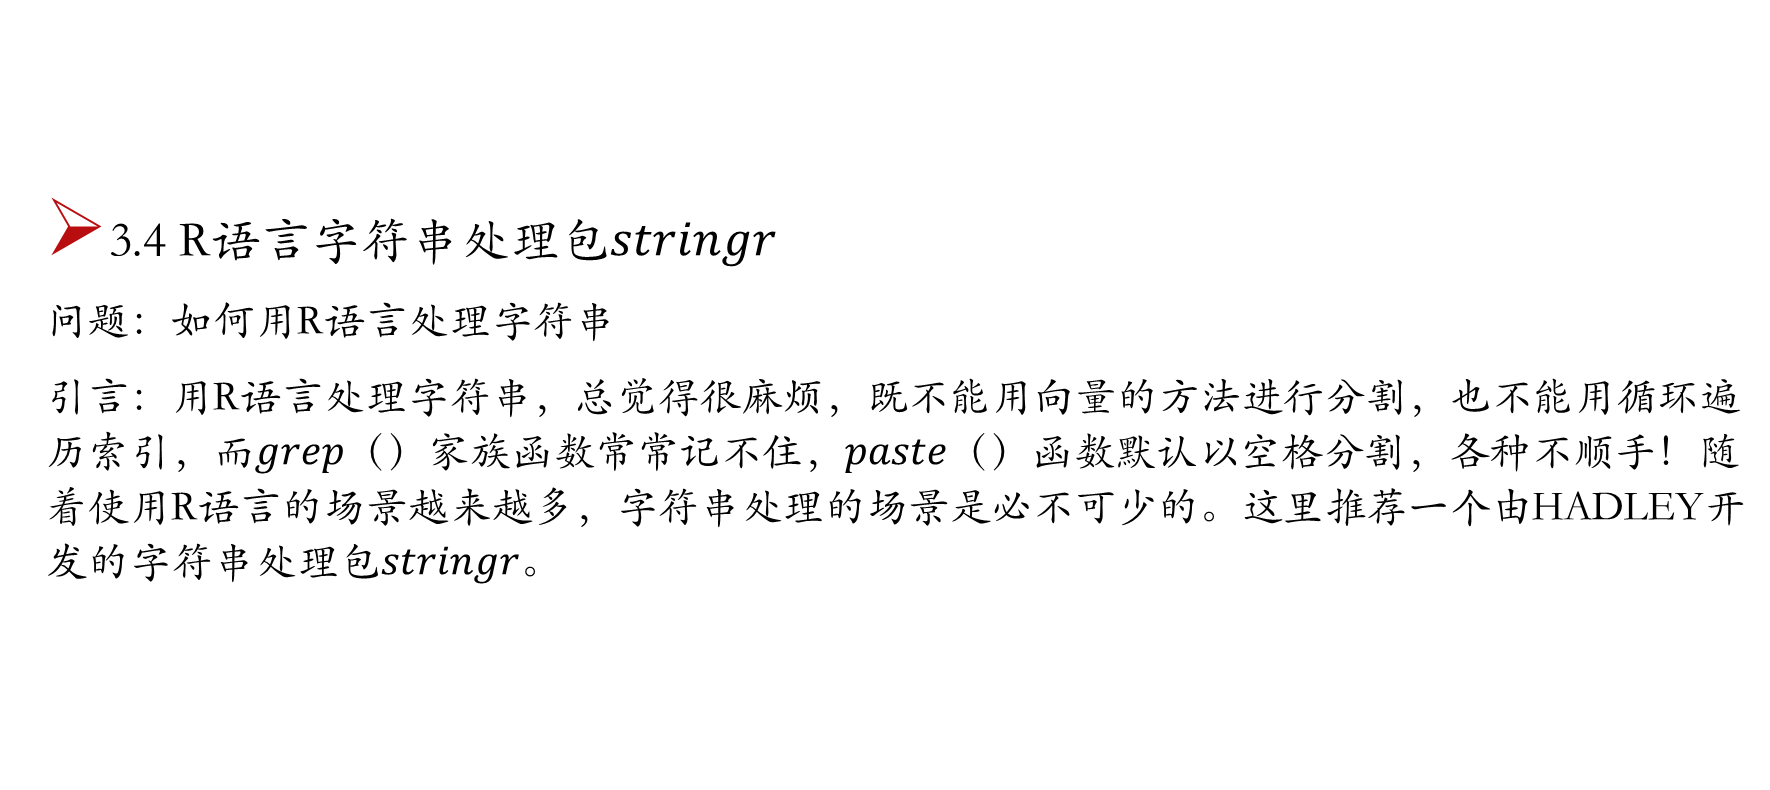 3.4 R语言字符串处理包stringr
问题：如何用R语言处理字符串
引言：用R语言处理字符串，总觉得很麻烦，既不能用向量的方法进行分割，也不能用循环遍
历索引，而grep（）家族函数常常记不住，paste（）函数默认以空格分割，各种不顺手！随
着使用R语言的场景越来越多，字符串处理的场景是必不可少的。这里推荐一个由HADLEY开
发的字符串处理包stringr。